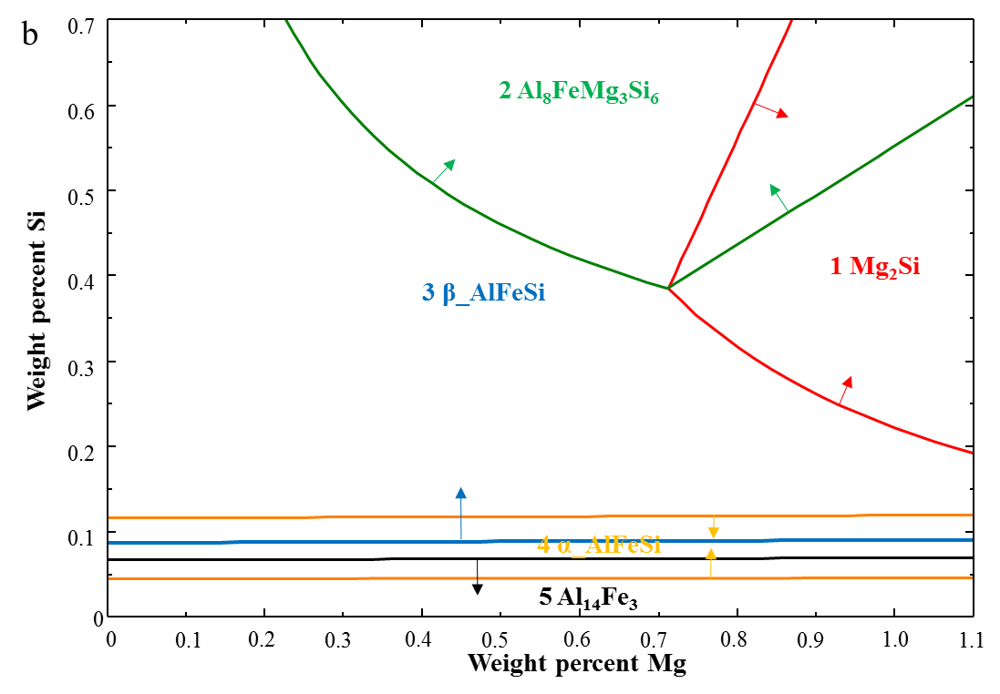 b
0.7
2 Al₈FeMg₃Si₆
0.6
0.5
Weight percent Si
0.4
1 Mg₂Si
3 β_AlFeSi
0.3
0.2
0.1
4 α_AlFeSi
5 Al₁₄Fe₃
0
0 0.1 0.2 0.3 0.4 0.5 0.6 0.7 0.8 0.9 1.0 1.1
Weight percent Mg